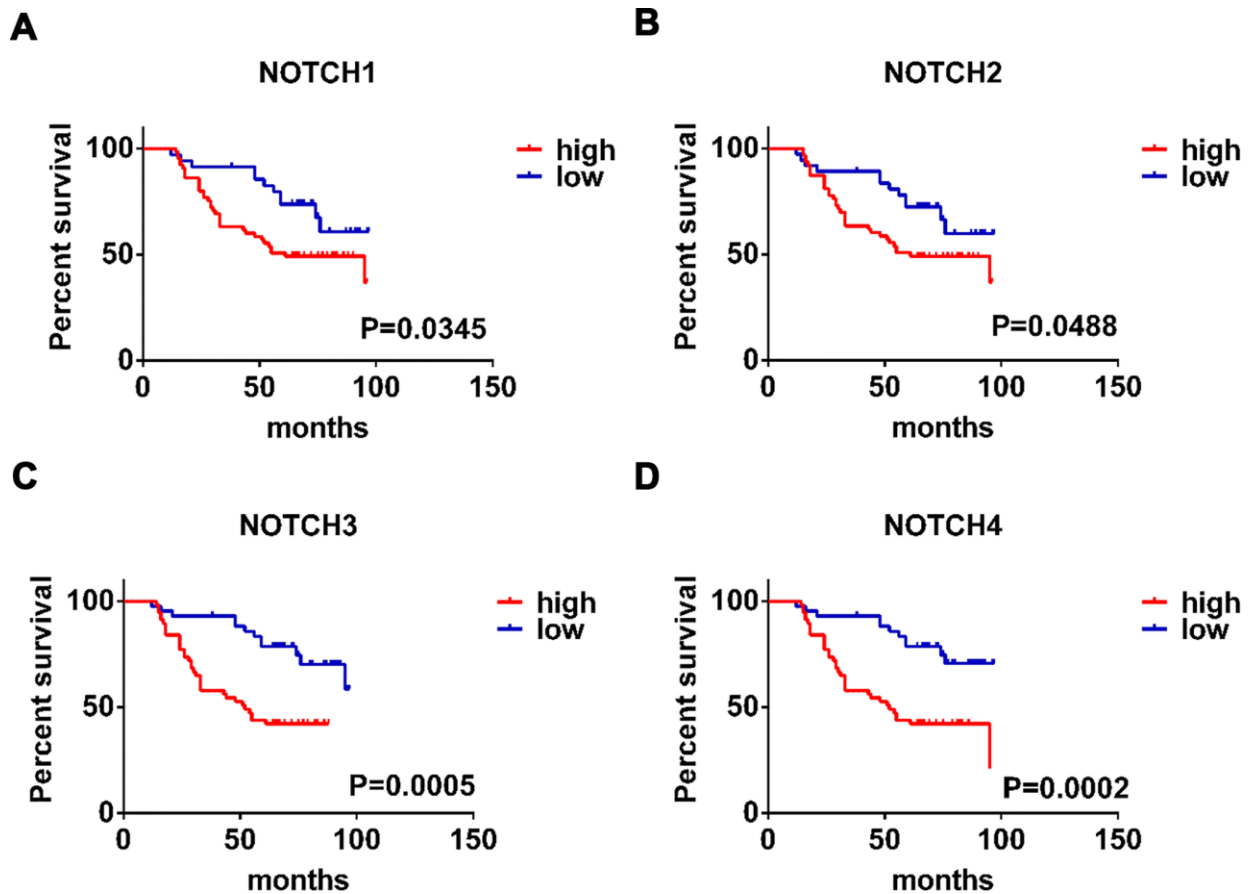 A
NOTCH1
Percent survival
100
50
0
0 50 100 150
months
high
low
P=0.0345
B
NOTCH2
Percent survival
100
50
0
0 50 100 150
months
high
low
P=0.0488
C
NOTCH3
Percent survival
100
50
0
0 50 100 150
months
high
low
P=0.0005
D
NOTCH4
Percent survival
100
50
0
0 50 100 150
months
high
low
P=0.0002